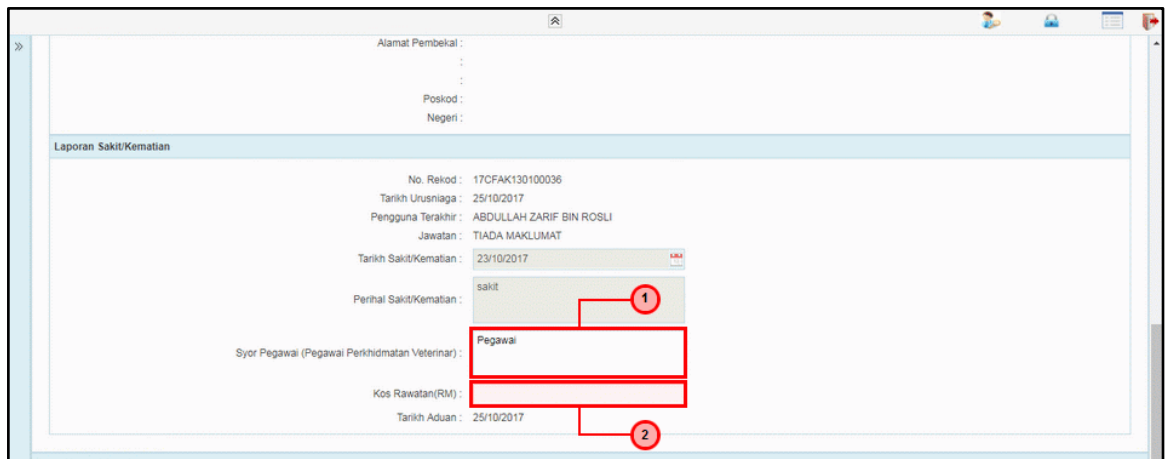 Alamat Pembekal :
:
:
Poskod :
Negeri :
Laporan Sakit/Kematian
No. Rekod : 17CFAK130100036
Tarikh Urusniaga : 25/10/2017
Pengguna Terakhir : ABDULLAH ZARIF BIN ROSLI
Jawatan : TIADA MAKLUMAT
Tarikh Sakit/Kematian : 23/10/2017
Perihal Sakit/Kematian : sakit
1
Syor Pegawai (Pegawai Perkhidmatan Veterinar) : Pegawai
Kos Rawatan(RM) :
Tarikh Aduan : 25/10/2017
2